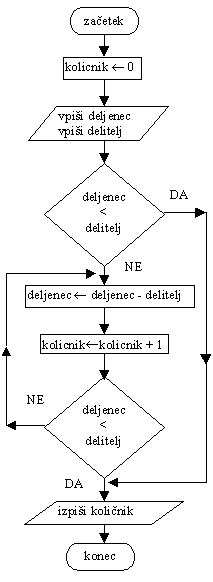 začetek
kolicnik ← 0
vpiši deljenec
vpiši delitelj
deljenec
<
delitelj
DA
NE
deljenec← deljenec - delitelj
kolicnik←kolicnik + 1
NE
deljenec
<
delitelj
DA
izpiši količnik
konec